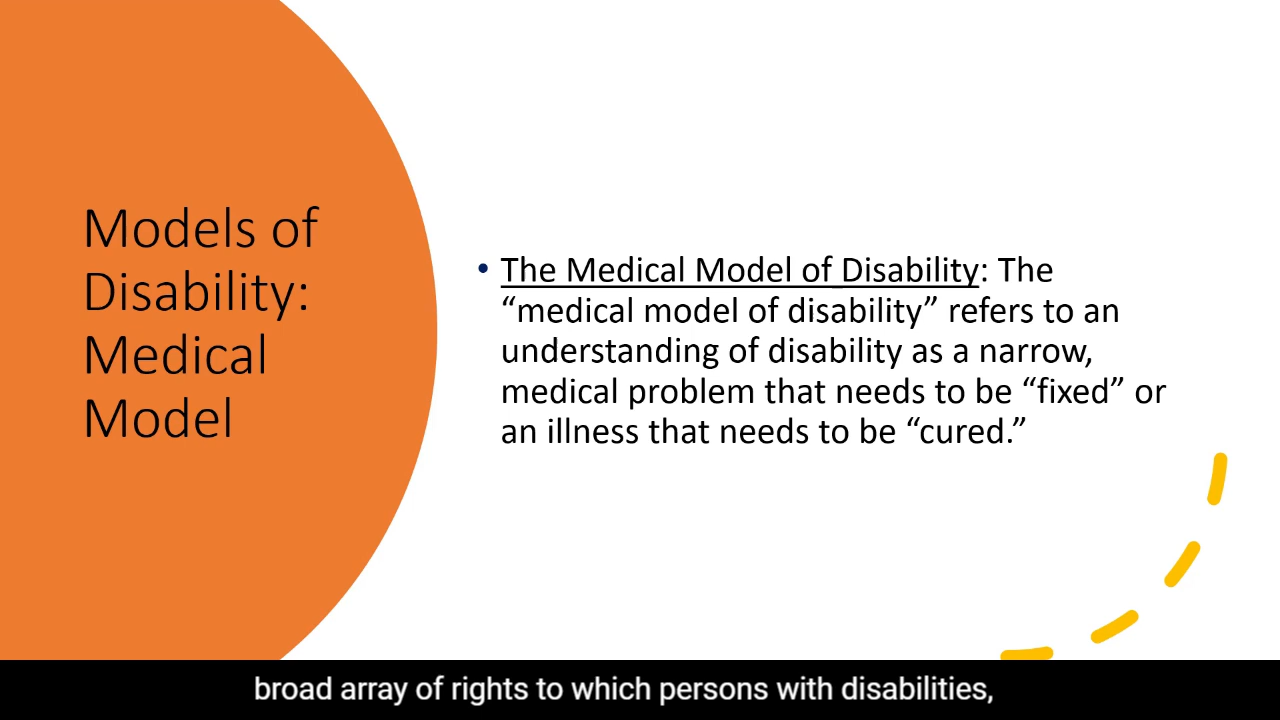 Models of
Disability:
Medical
Model
• The Medical Model of Disability: The
“medical model of disability” refers to an
understanding of disability as a narrow,
medical problem that needs to be “fixed” or
an illness that needs to be “cured.”
broad array of rights to which persons with disabilities,